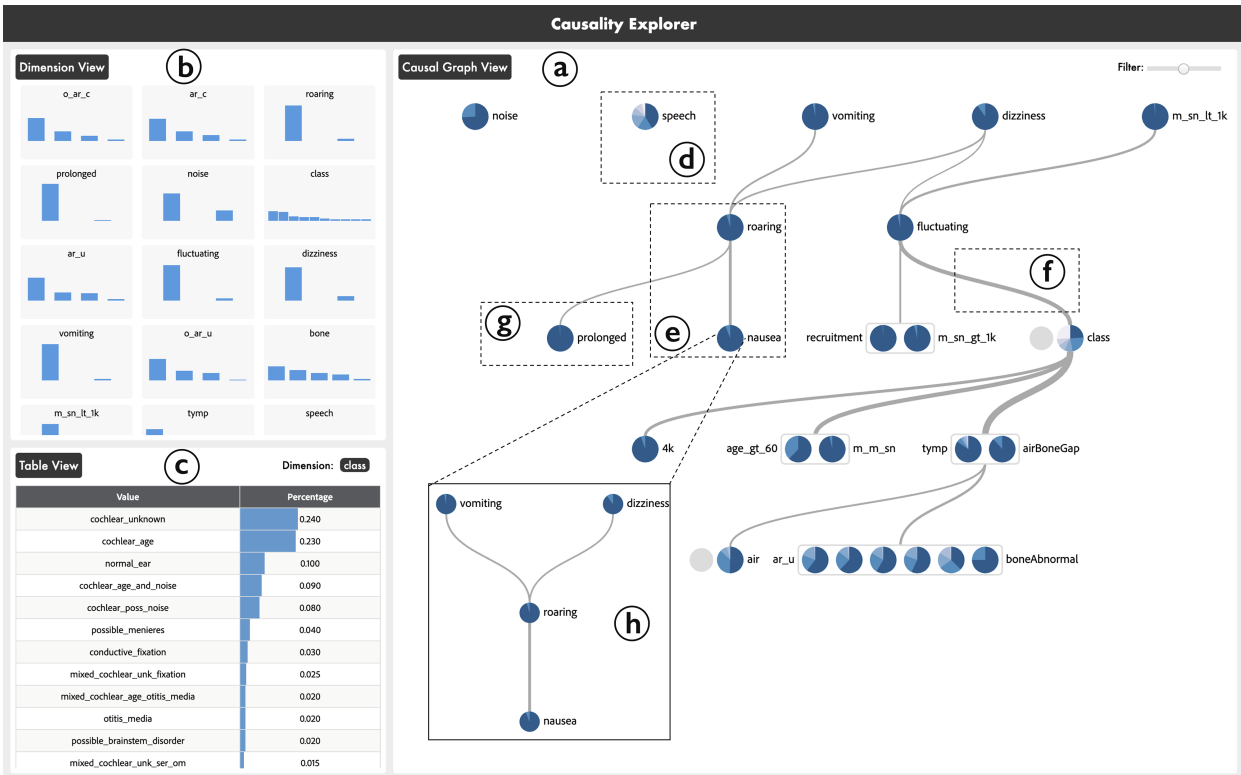 Causality Explorer
Dimension View
b
o_ar_c
ar_c
roaring
prolonged
noise
class
ar_u
fluctuating
dizziness
vomiting
o_ar_u
bone
m_sn_lt_1k
tymp
speech
Table View
c
Dimension: class
Value Percentage
cochlear_unknown 0.240
cochlear_age 0.230
normal_ear 0.100
cochlear_age_and_noise 0.090
cochlear_poss_noise 0.080
possible_menieres 0.040
conductive_fixation 0.030
mixed_cochlear_unk_fixation 0.025
mixed_cochlear_age_otitis_media 0.020
otitis_media 0.020
possible_brainstem_disorder 0.020
mixed_cochlear_unk_ser_om 0.015
Causal Graph View
a
Filter:
noise
speech
d
vomiting
dizziness
m_sn_lt_1k
roaring
fluctuating
f
g
prolonged
e
nausea
recruitment
m_sn_gt_1k
class
4k
age_gt_60
m_m_sn
tymp
airBoneGap
air
ar_u
boneAbnormal
vomiting
dizziness
roaring
h
nausea